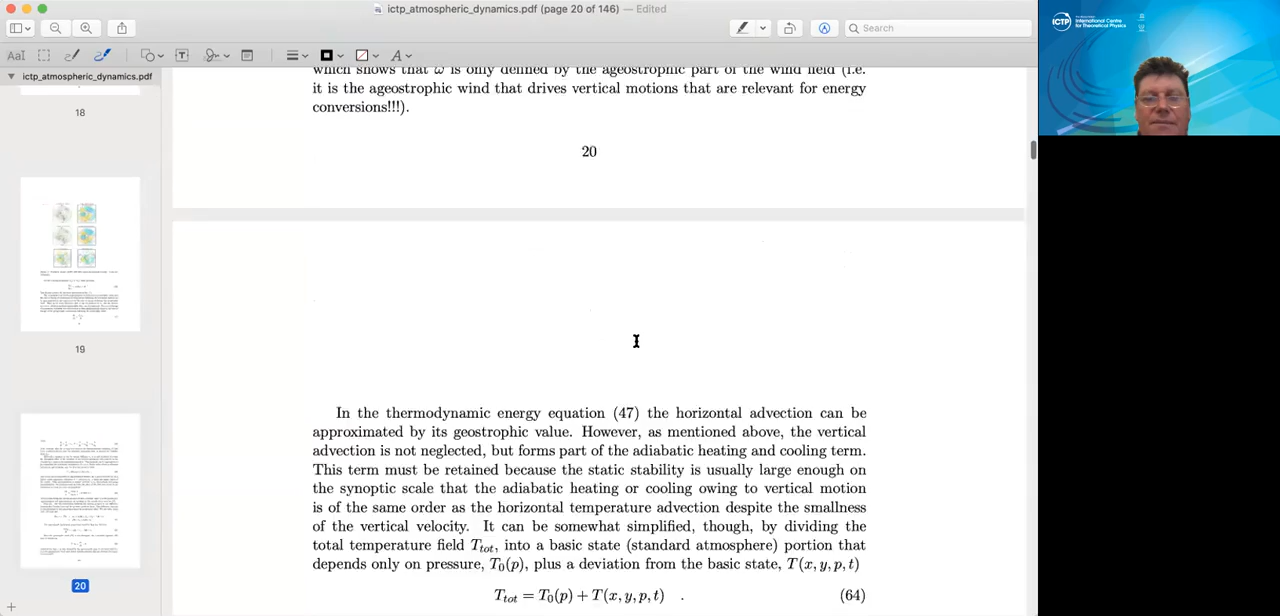 ictp_atmospheric_dynamics.pdf (page 20 of 146) — Edited
Search
ictp_atmospheric_dynamics.pdf
18
19
20
which shows that ω is only defined by the ageostrophic part of the wind field (i.e.
it is the ageostrophic wind that drives vertical motions that are relevant for energy
conversions!!!).
20
In the thermodynamic energy equation (47) the horizontal advection can be
approximated by its geostrophic value. However, as mentioned above, the vertical
advection is not neglected, but forms part of the adiabatic heating and cooling term.
This term must be retained because the static stability is usually large enough on
the synoptic scale that the adiabatic heating or cooling owing to vertical motion
is of the same order as the horizontal temperature advection despite the smallness
of the vertical velocity. It can be somewhat simplified, though, by dividing the
total temperature field T_tot, into a basic state (standard atmosphere) portion that
depends only on pressure, T_0(p), plus a deviation from the basic state, T(x, y, p, t)
T_tot = T_0(p) + T(x, y, p, t) . (64)
ICTP
International Centre
for Theoretical Physics